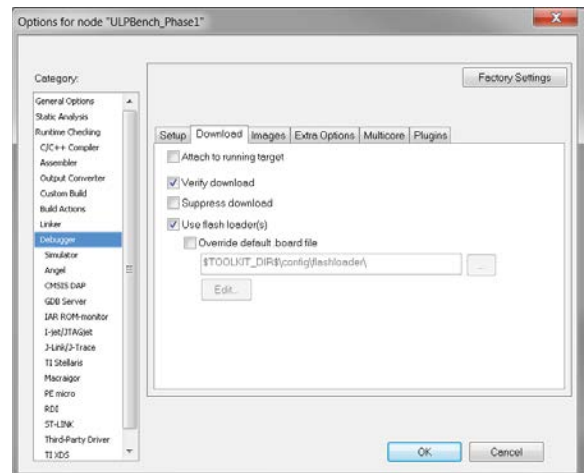 Options for node "ULPBench_Phase1"
Category:
Factory Settings
General Options
Static Analysis
Runtime Checking
C/C++ Compiler
Assembler
Output Converter
Custom Build
Build Actions
Linker
Debugger
Simulator
Angel
CMSIS DAP
GDB Server
IAR ROM-monitor
I-jet/JTAGjet
J-Link/J-Trace
TI Stellaris
Macraigor
PE micro
RDI
ST-LINK
Third-Party Driver
TI XDS
Setup Download Images Extra Options Multicore Plugins
Attach to running target
Verify download
Suppress download
Use flash loader(s)
Override default .board file
$TOOLKIT_DIR$\config\flashloader\
...
Edit...
OK Cancel